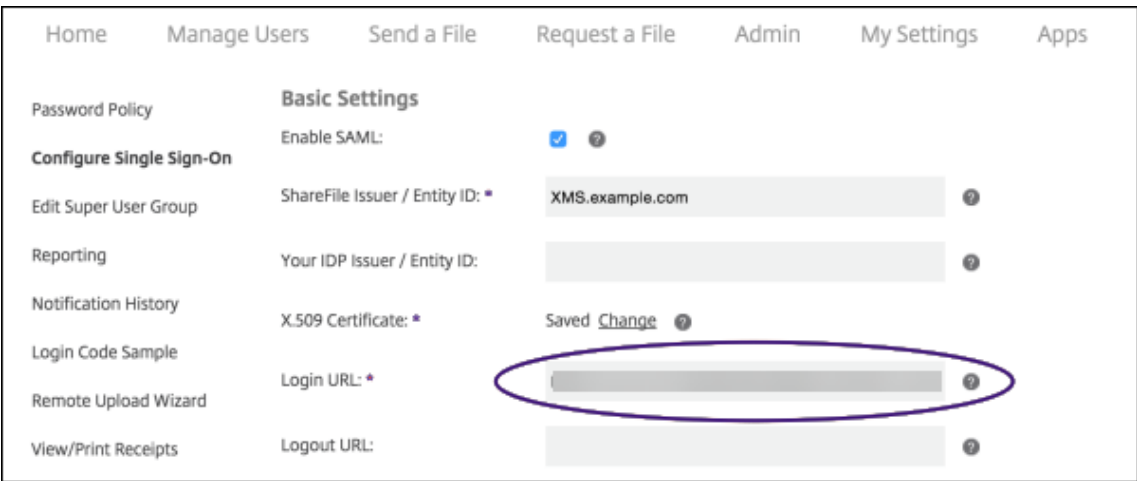 Home Manage Users Send a File Request a File Admin My Settings Apps
Password Policy
Configure Single Sign-On
Edit Super User Group
Reporting
Notification History
Login Code Sample
Remote Upload Wizard
View/Print Receipts
Basic Settings
Enable SAML: ?
ShareFile Issuer / Entity ID: * XMS.example.com ?
Your IDP Issuer / Entity ID: ?
X.509 Certificate: * Saved Change ?
Login URL: * ?
Logout URL: ?